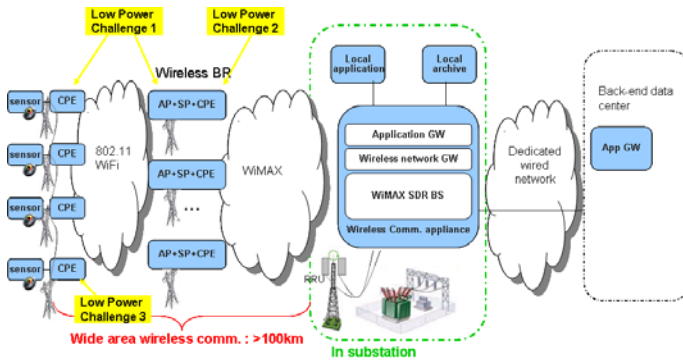 Low Power
Challenge 1
Low Power
Challenge 2
Wireless BR
Local
application
Local
archive
Back-end data
center
sensor
CPE
AP+SP+CPE
802.11
WiFi
WiMAX
Application GW
Wireless network GW
WiMAX SDR BS
Wireless Comm. appliance
Dedicated
wired
network
App GW
sensor
CPE
AP+SP+CPE
sensor
CPE
...
AP+SP+CPE
sensor
CPE
RRU
Low Power
Challenge 3
Wide area wireless comm. : >100km
In substation